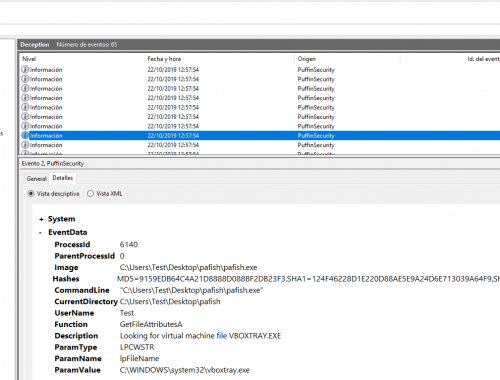 Deception Número de eventos: 65
Nivel Fecha y hora Origen Id. del evento
Información 22/10/2019 12:57:54 PuffinSecurity
Información 22/10/2019 12:57:54 PuffinSecurity
Información 22/10/2019 12:57:54 PuffinSecurity
Información 22/10/2019 12:57:54 PuffinSecurity
Información 22/10/2019 12:57:54 PuffinSecurity
Información 22/10/2019 12:57:54 PuffinSecurity
Información 22/10/2019 12:57:54 PuffinSecurity
Información 22/10/2019 12:57:54 PuffinSecurity
Información 22/10/2019 12:57:54 PuffinSecurity
Evento 2, PuffinSecurity
General Detalles
Vista descriptiva Vista XML
+ System
- EventData
ProcessId 6140
ParentProcessId 0
Image C:\Users\Test\Desktop\pafish\pafish.exe
Hashes MD5=9159EDB64C4A21D8888D088BF2DB23F3,SHA1=124F46228D1E220D88AE5E9A24D6E713039A64F9,SH
CommandLine "C:\Users\Test\Desktop\pafish\pafish.exe"
CurrentDirectory C:\Users\Test\Desktop\pafish
UserName Test
Function GetFileAttributesA
Description Looking for virtual machine file VBOXTRAY.EXE
ParamType LPCWSTR
ParamName lpFileName
ParamValue C:\WINDOWS\system32\vboxtray.exe